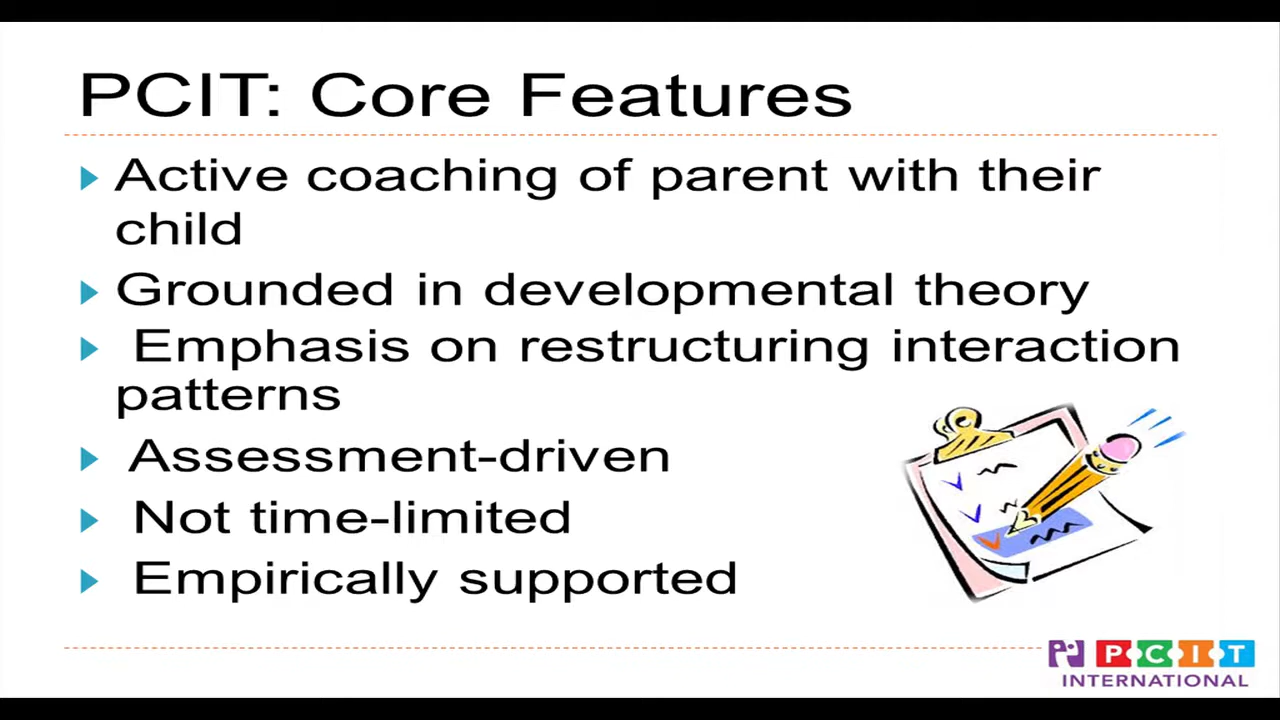 PCIT: Core Features
Active coaching of parent with their
child
Grounded in developmental theory
Emphasis on restructuring interaction
patterns
Assessment-driven
Not time-limited
Empirically supported
PCIT
INTERNATIONAL